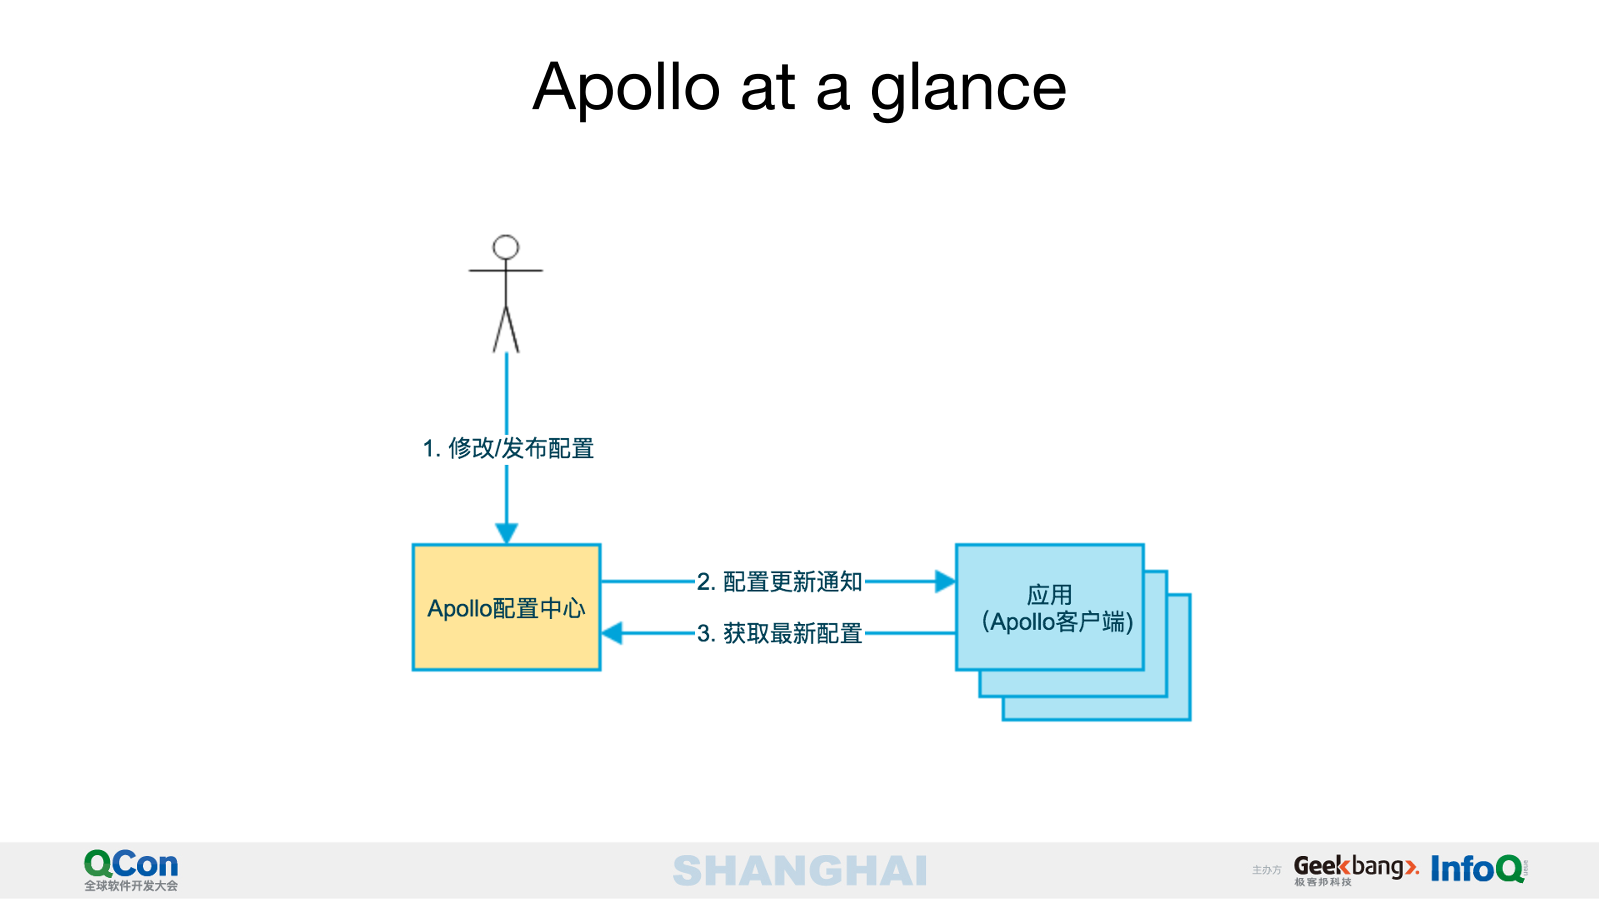 Apollo at a glance
1. 修改/发布配置
Apollo配置中心
2. 配置更新通知
3. 获取最新配置
应用
（Apollo客户端)
QCon
全球软件开发大会
SHANGHAI
主办方
Geekbang>.
极客邦科技
InfoQ